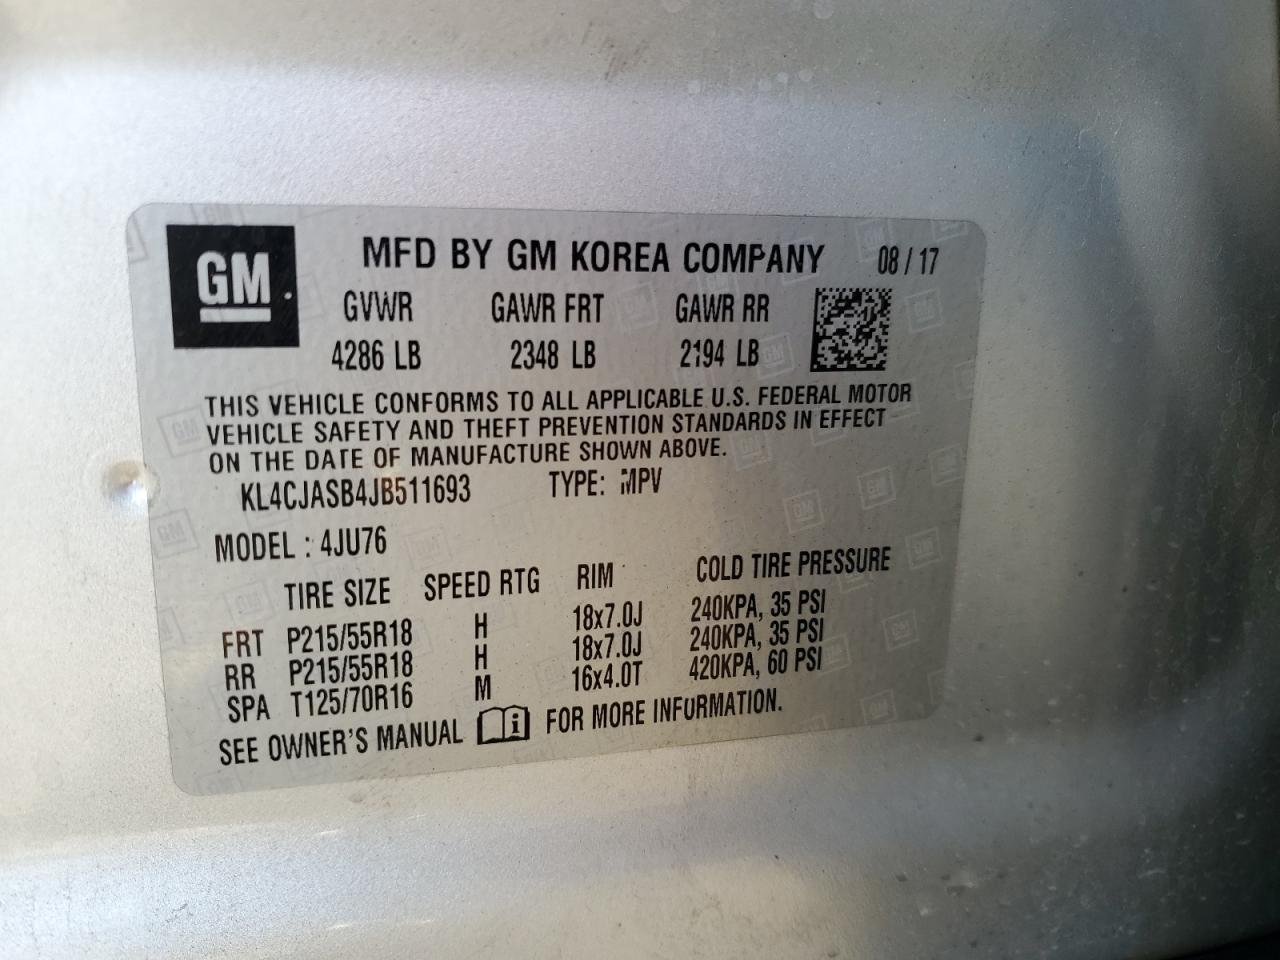 GM
MFD BY GM KOREA COMPANY 08 / 17
GVWR GAWR FRT GAWR RR
4286 LB 2348 LB 2194 LB
THIS VEHICLE CONFORMS TO ALL APPLICABLE U.S. FEDERAL MOTOR
VEHICLE SAFETY AND THEFT PREVENTION STANDARDS IN EFFECT
ON THE DATE OF MANUFACTURE SHOWN ABOVE.
KL4CJASB4JB511693 TYPE: MPV
MODEL : 4JU76
TIRE SIZE SPEED RTG RIM COLD TIRE PRESSURE
FRT P215/55R18 H 18x7.0J 240KPA, 35 PSI
RR P215/55R18 H 18x7.0J 240KPA, 35 PSI
SPA T125/70R16 M 16x4.0T 420KPA, 60 PSI
SEE OWNER'S MANUAL i FOR MORE INFORMATION.